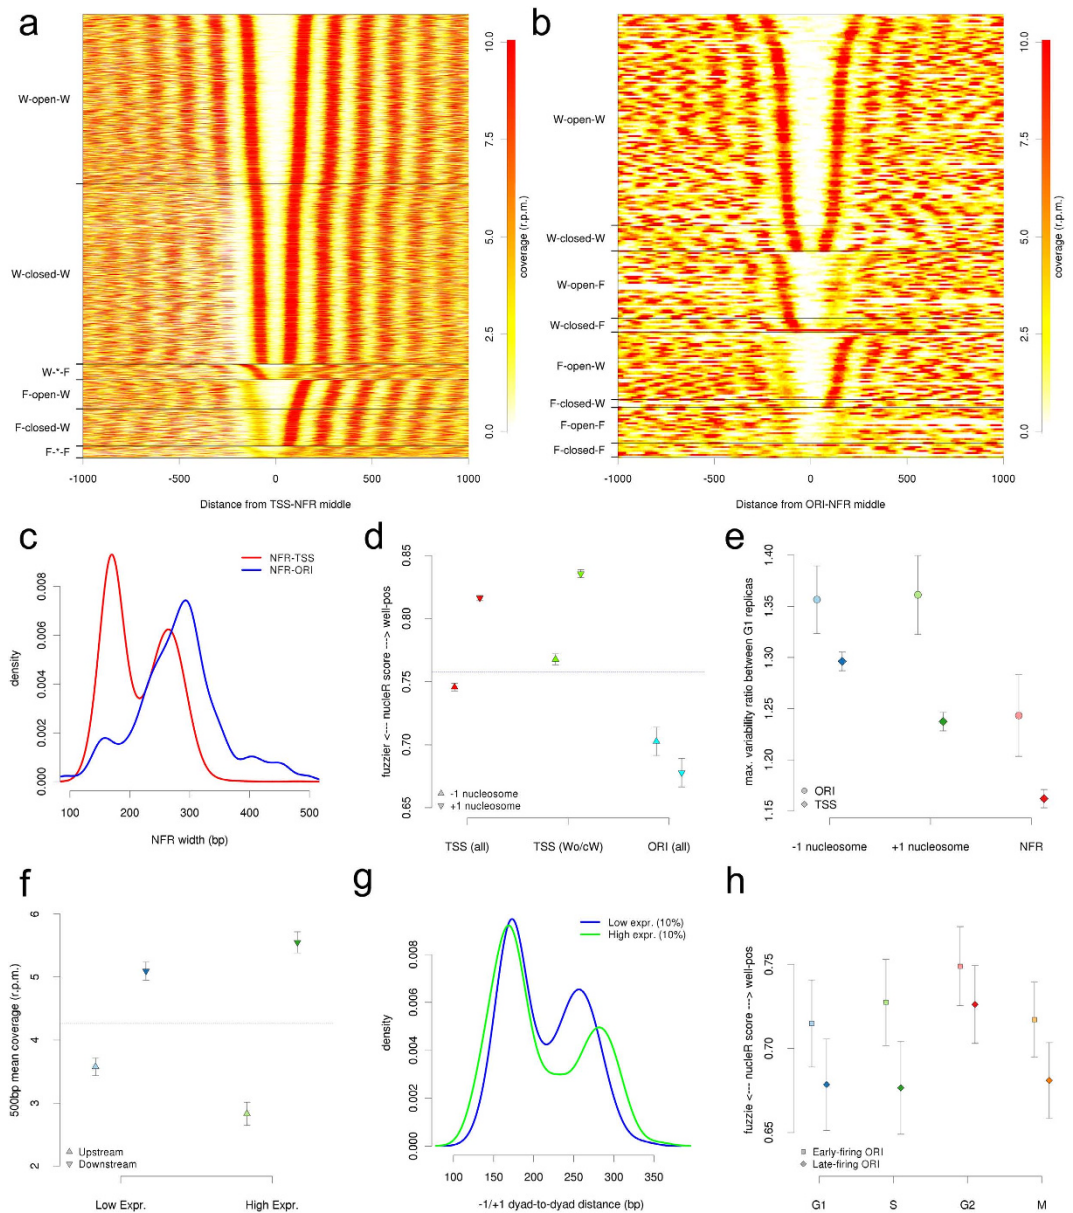 a
W-open-W
W-closed-W
W-*-F
F-open-W
F-closed-W
F-*-F
-1000
-500
0
500
1000
Distance from TSS-NFR middle
10.0
7.5
5.0
2.5
0.0
coverage (r.p.m.)
b
W-open-W
W-closed-W
W-open-F
W-closed-F
F-open-W
F-closed-W
F-open-F
F-closed-F
-1000
-500
0
500
1000
Distance from ORI-NFR middle
10.0
7.5
5.0
2.5
0.0
coverage (r.p.m.)
c
NFR-TSS
NFR-ORI
density
0.008
0.006
0.004
0.002
0.000
100
200
300
400
500
NFR width (bp)
d
fuzzier <--- nucleR score ---> well-pos
0.85
0.80
0.75
0.70
0.65
-1 nucleosome
+1 nucleosome
TSS (all)
TSS (Wo/cW)
ORI (all)
e
max. variability ratio between G1 replicas
1.40
1.35
1.30
1.25
1.20
1.15
ORI
TSS
-1 nucleosome
+1 nucleosome
NFR
f
500bp mean coverage (r.p.m.)
6
5
4
3
2
Upstream
Downstream
Low Expr.
High Expr.
g
Low expr. (10%)
High expr. (10%)
density
0.008
0.006
0.004
0.002
0.000
100
150
200
250
300
350
-1/+1 dyad-to-dyad distance (bp)
h
fuzzie <--- nucleR score ---> well-pos
0.75
0.70
0.65
Early-firing ORI
Late-firing ORI
G1
S
G2
M